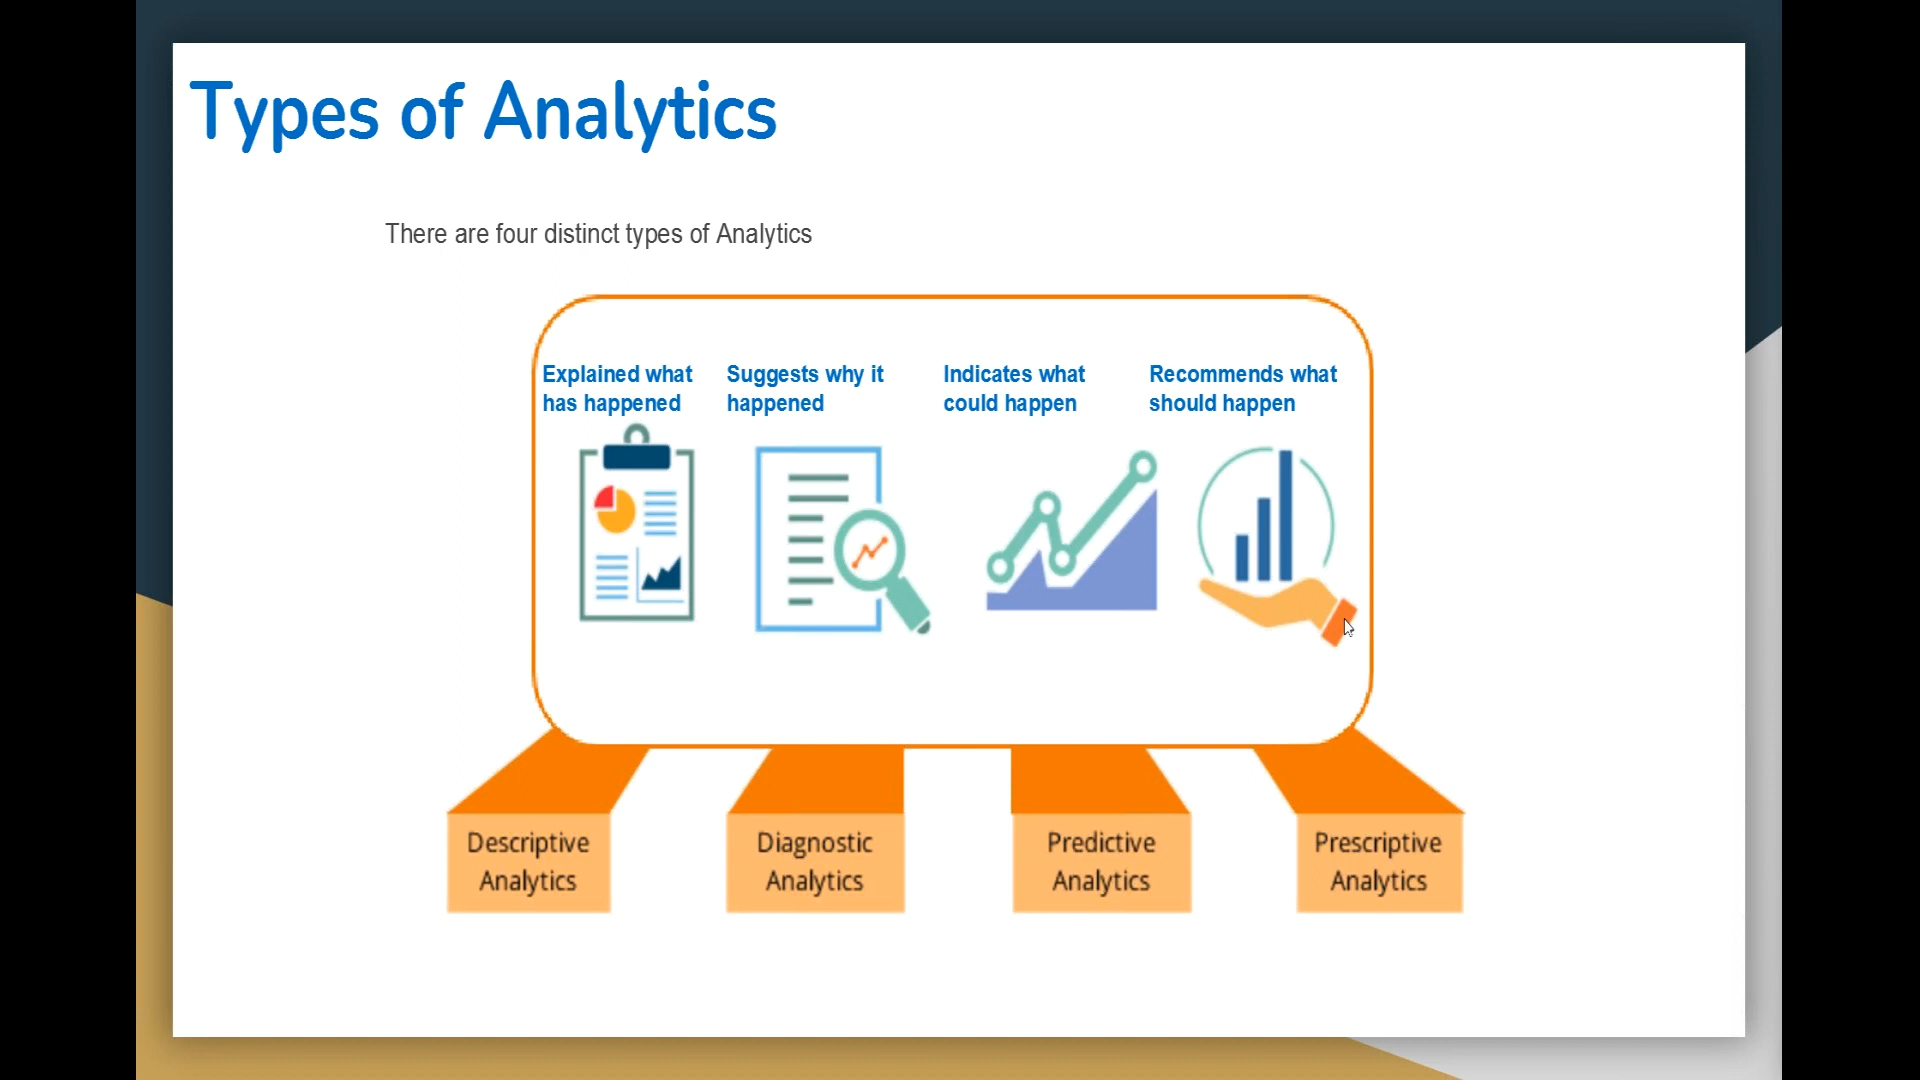 Types of Analytics
There are four distinct types of Analytics
Explained what
has happened
Suggests why it
happened
Indicates what
could happen
Recommends what
should happen
Descriptive
Analytics
Diagnostic
Analytics
Predictive
Analytics
Prescriptive
Analytics